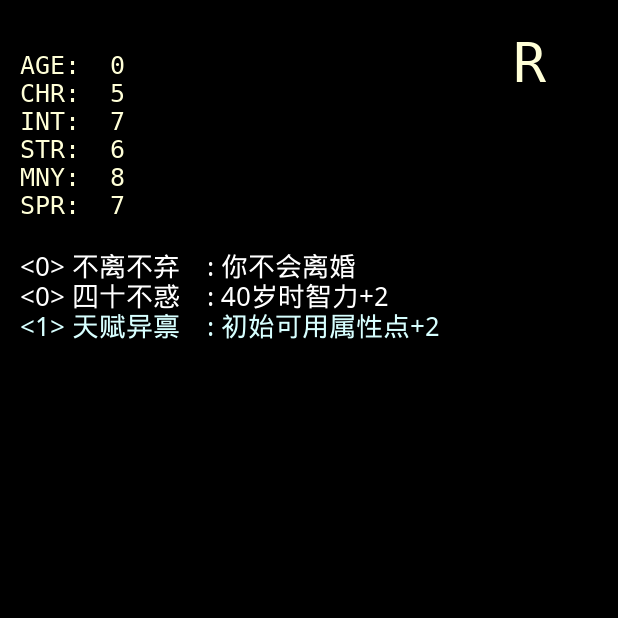 R
AGE: 0
CHR: 5
INT: 7
STR: 6
MNY: 8
SPR: 7
<0> 不离不弃 : 你不会离婚
<0> 四十不惑 : 40岁时智力+2
<1> 天赋异禀 : 初始可用属性点+2